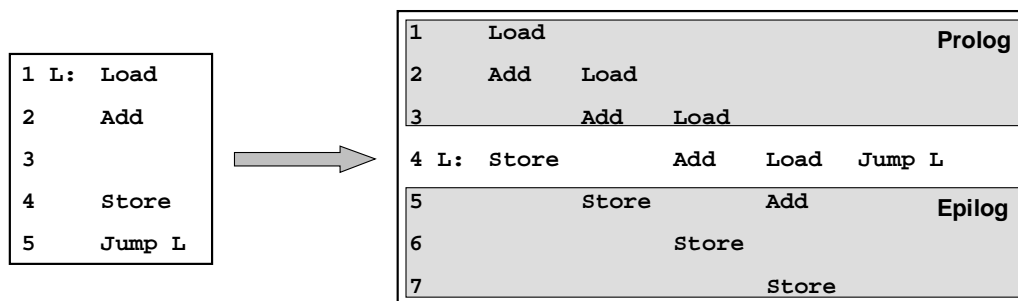 1 L: Load
2 Add
3
4 Store
5 Jump L
1 Load Prolog
2 Add Load
3 Add Load
4 L: Store Add Load Jump L
5 Store Add Epilog
6 Store
7 Store